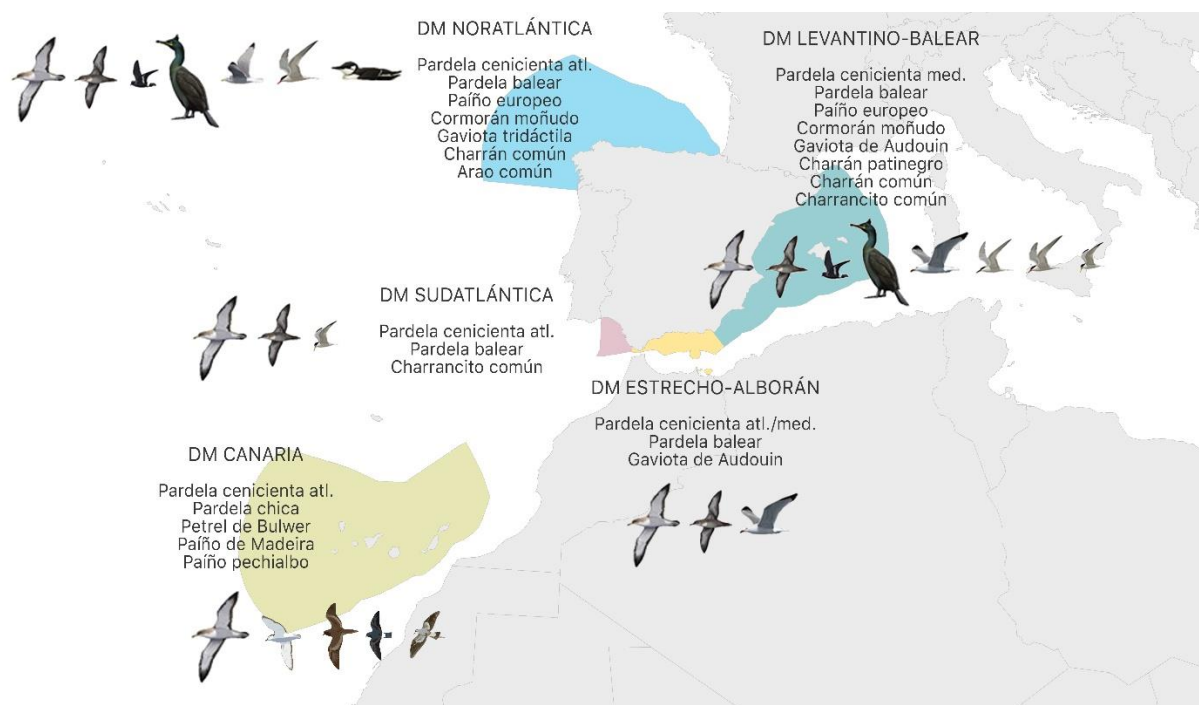 DM NORATLÁNTICA
Pardela cenicienta atl.
Pardela balear
Paíño europeo
Cormorán moñudo
Gaviota tridáctila
Charrán común
Arao común
DM LEVANTINO-BALEAR
Pardela cenicienta med.
Pardela balear
Paíño europeo
Cormorán moñudo
Gaviota de Audouin
Charrán patinegro
Charrán común
Charrancito común
DM SUDATLÁNTICA
Pardela cenicienta atl.
Pardela balear
Charrancito común
DM ESTRECHO-ALBORÁN
Pardela cenicienta atl./med.
Pardela balear
Gaviota de Audouin
DM CANARIA
Pardela cenicienta atl.
Pardela chica
Petrel de Bulwer
Paíño de Madeira
Paíño pechialbo